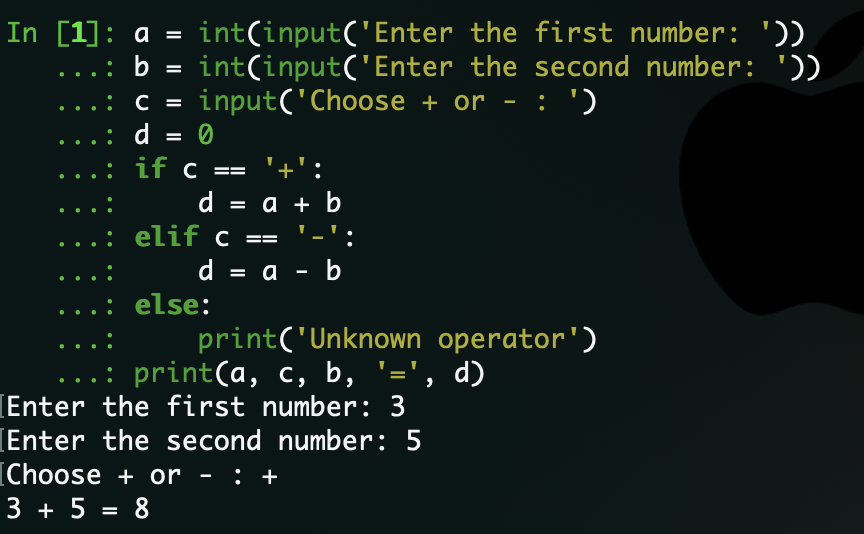 In [1]: a = int(input('Enter the first number: '))
   ...: b = int(input('Enter the second number: '))
   ...: c = input('Choose + or - : ')
   ...: d = 0
   ...: if c == '+':
   ...:     d = a + b
   ...: elif c == '-':
   ...:     d = a - b
   ...: else:
   ...:     print('Unknown operator')
   ...: print(a, c, b, '=', d)
Enter the first number: 3
Enter the second number: 5
Choose + or - : +
3 + 5 = 8